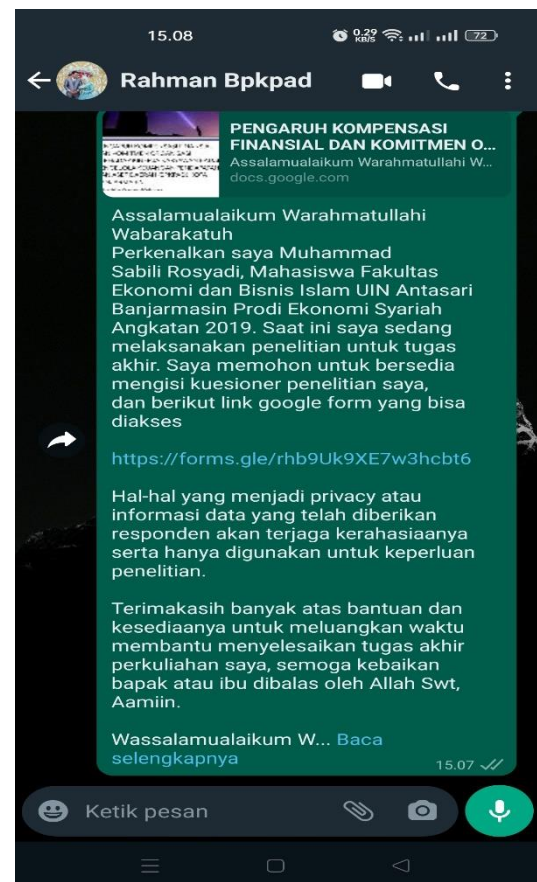 15.08
0.29
KB/S
72
Rahman Bpkpad
PENGARUH KOMPENSASI
FINANSIAL DAN KOMITMEN O...
Assalamualaikum Warahmatullahi W...
docs.google.com
Assalamualaikum Warahmatullahi
Wabarakatuh
Perkenalkan saya Muhammad
Sabili Rosyadi, Mahasiswa Fakultas
Ekonomi dan Bisnis Islam UIN Antasari
Banjarmasin Prodi Ekonomi Syariah
Angkatan 2019. Saat ini saya sedang
melaksanakan penelitian untuk tugas
akhir. Saya memohon untuk bersedia
mengisi kuesioner penelitian saya,
dan berikut link google form yang bisa
diakses
https://forms.gle/rhb9Uk9XE7w3hcbt6
Hal-hal yang menjadi privacy atau
informasi data yang telah diberikan
responden akan terjaga kerahasiaanya
serta hanya digunakan untuk keperluan
penelitian.
Terimakasih banyak atas bantuan dan
kesediaanya untuk meluangkan waktu
membantu menyelesaikan tugas akhir
perkuliahan saya, semoga kebaikan
bapak atau ibu dibalas oleh Allah Swt,
Aamiin.
Wassalamualaikum W... Baca
selengkapnya
15.07
Ketik pesan